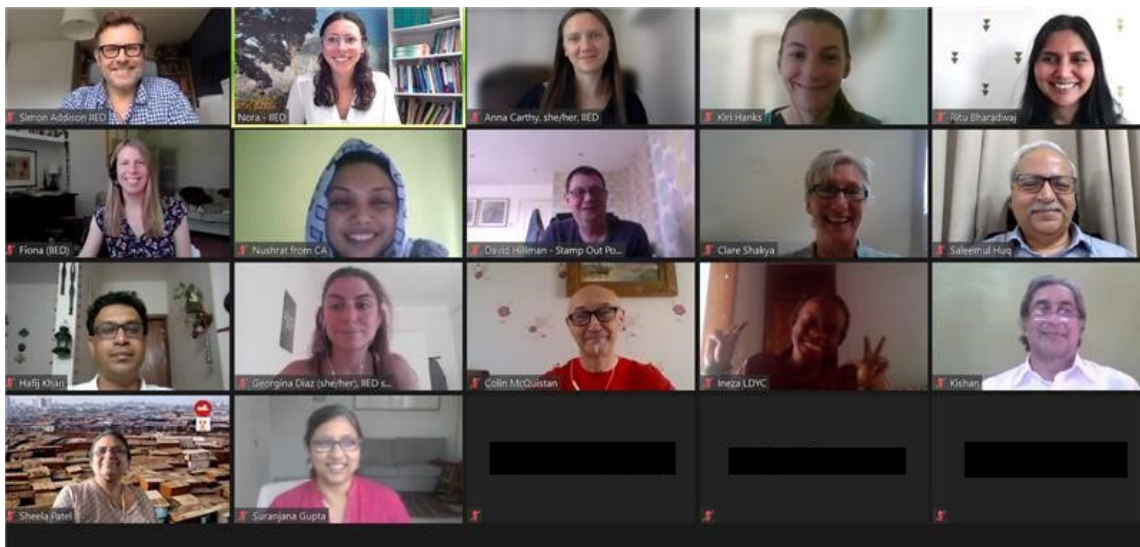 Simon Addison IIED
Nora - IIED
Anna Carthy, she/her, IIED
Kiri Hanks
Ritu Bharadwaj
Fiona (IIED)
Nushrat from CA
David Hillman - Stamp Out Po...
Clare Shakya
Saleemul Huq
Hafij Khan
Georgina Diaz (she/her), IIED s...
Colin McQuistan
Ineza LDYC
Kishan
Sheela Patel
Suranjana Gupta